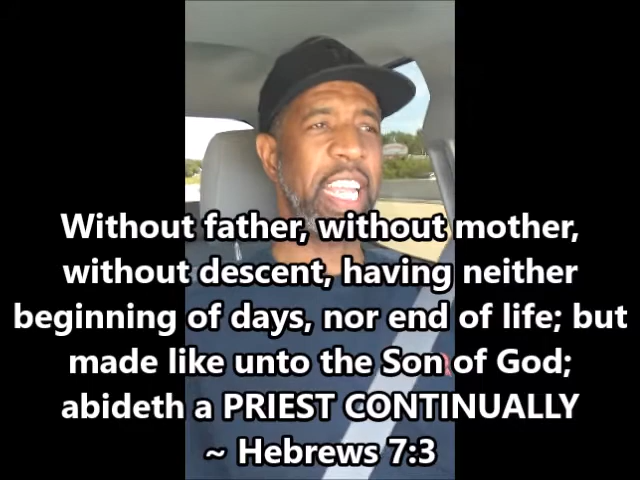 Without father, without mother,
without descent, having neither
beginning of days, nor end of life; but
made like unto the Son of God;
abideth a PRIEST CONTINUALLY
~ Hebrews 7:3